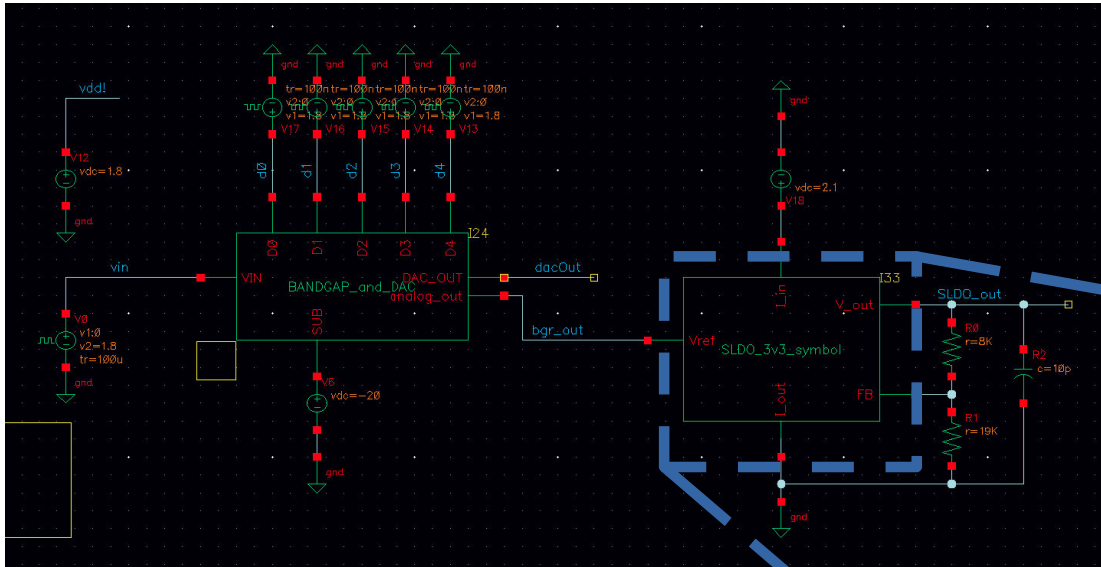 vdd!
V12
vdc=1.8
gnd
vin
V0
v1:0
v2=1.8
tr=100u
gnd
gnd gnd gnd gnd gnd
tr=100n tr=100n tr=100n tr=100n tr=100n
v2:0 v2:0 v2:0 v2:0 v2:0
v1=1.8 v1=1.8 v1=1.8 v1=1.8 v1=1.8
V17 V16 V15 V14 V13
d0 d1 d2 d3 d4
I24
D0 D1 D2 D3 D4
VIN
DAC_OUT
BANDGAP_and_DAC
analog_out
SUB
dacOut
bgr_out
V6
vdc=-20
gnd
gnd
vdc=2.1
V18
I33
I_in
V_out
Vref
SLDO_3v3_symbol
FB
I_out
gnd
SLDO_out
R0
r=8K
R1
r=19K
R2
c=10p